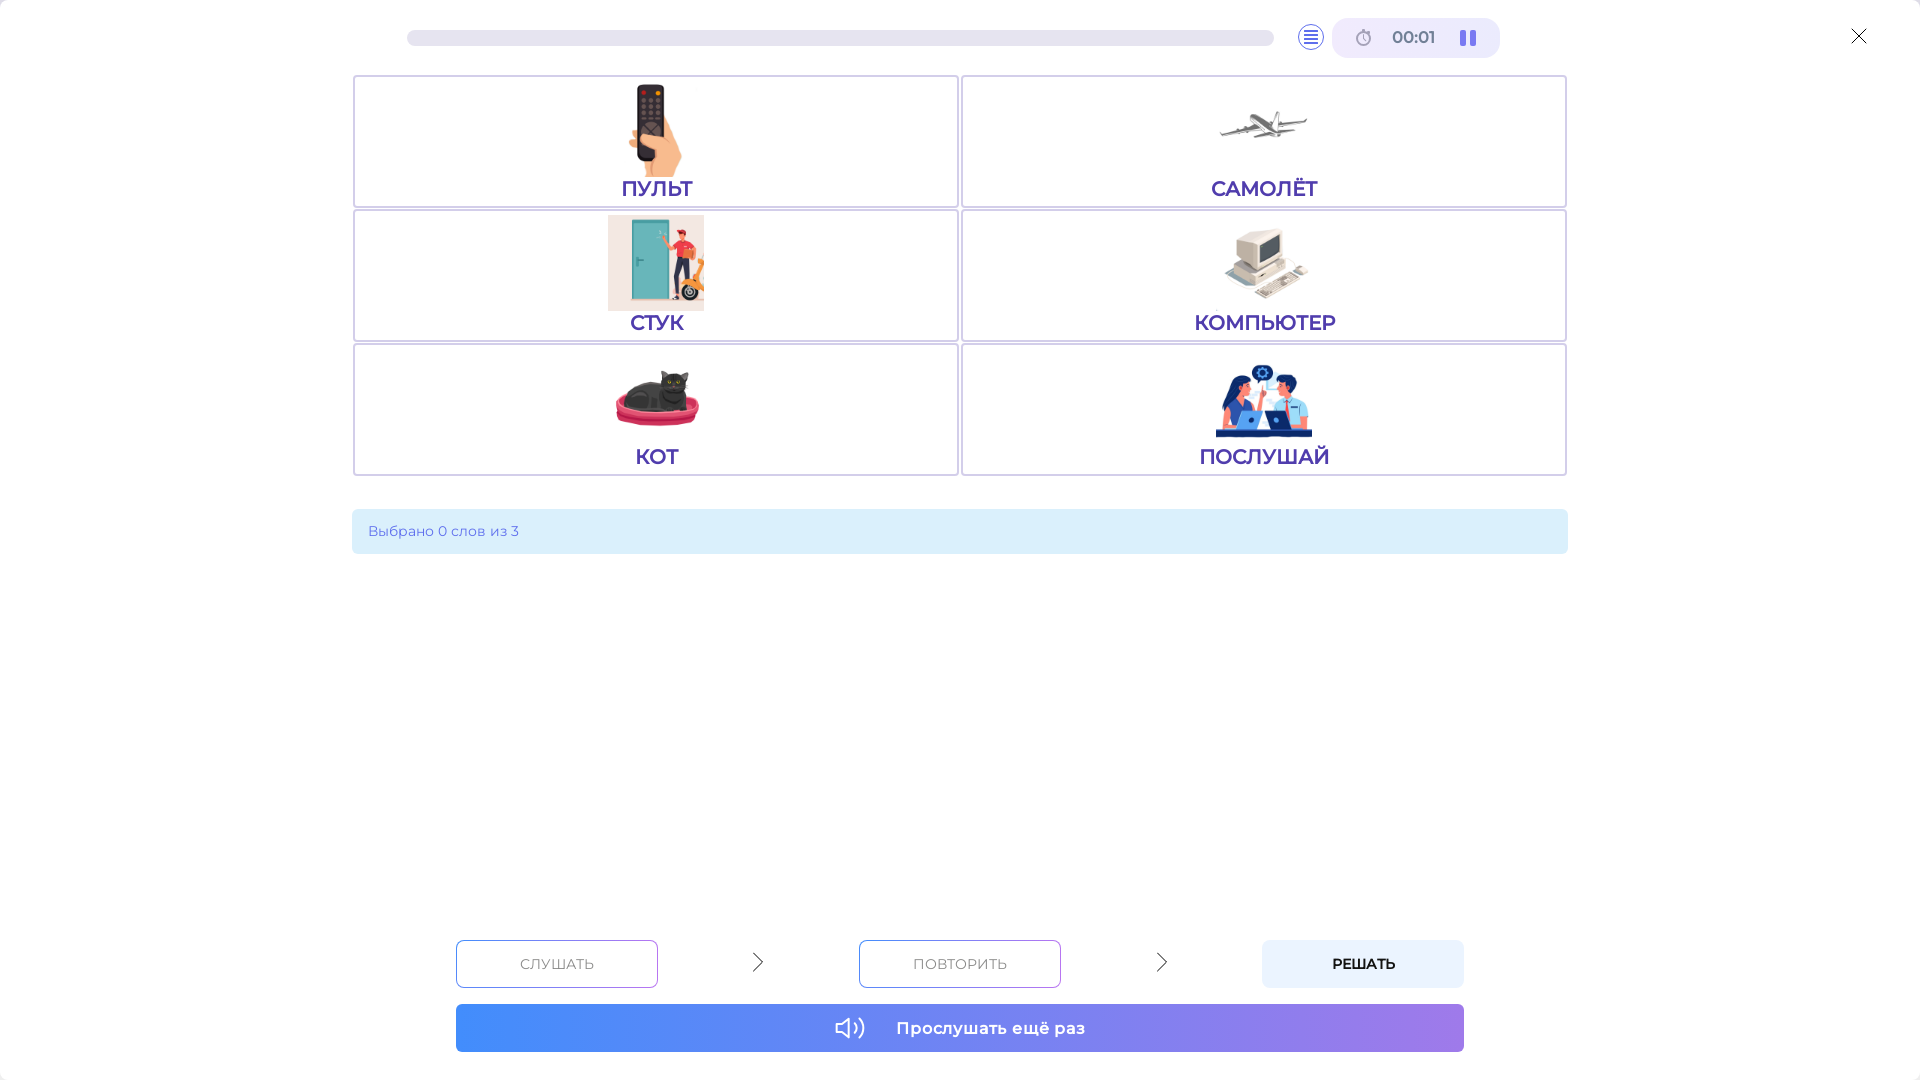 00:01
ПУЛЬТ
САМОЛЁТ
СТУК
КОМПЬЮТЕР
КОТ
ПОСЛУШАЙ
Выбрано 0 слов из 3
СЛУШАТЬ
ПОВТОРИТЬ
РЕШАТЬ
Прослушать ещё раз